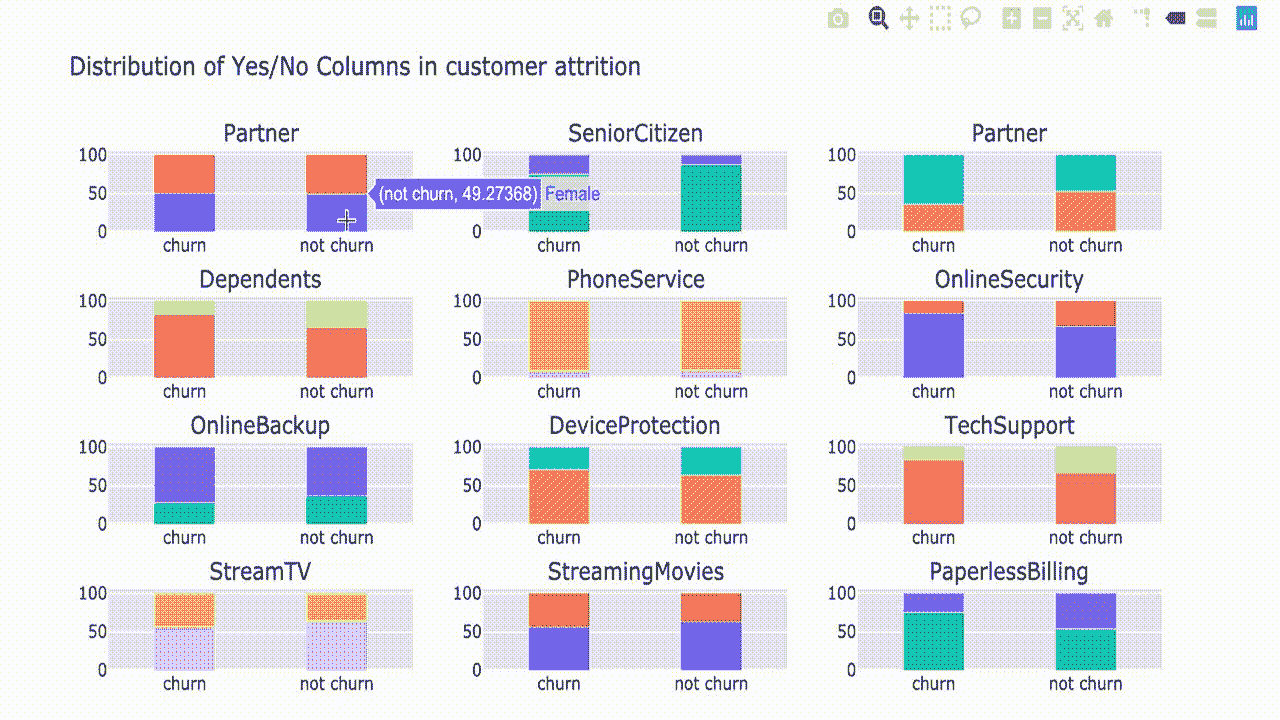 Distribution of Yes/No Columns in customer attrition
Partner SeniorCitizen Partner
100 100 100
50 (not churn, 49.27368) Female 50
0 0 0
churn not churn churn not churn churn not churn
Dependents PhoneService OnlineSecurity
100 100 100
50 50 50
0 0 0
churn not churn churn not churn churn not churn
OnlineBackup DeviceProtection TechSupport
100 100 100
50 50 50
0 0 0
churn not churn churn not churn churn not churn
StreamTV StreamingMovies PaperlessBilling
100 100 100
50 50 50
0 0 0
churn not churn churn not churn churn not churn